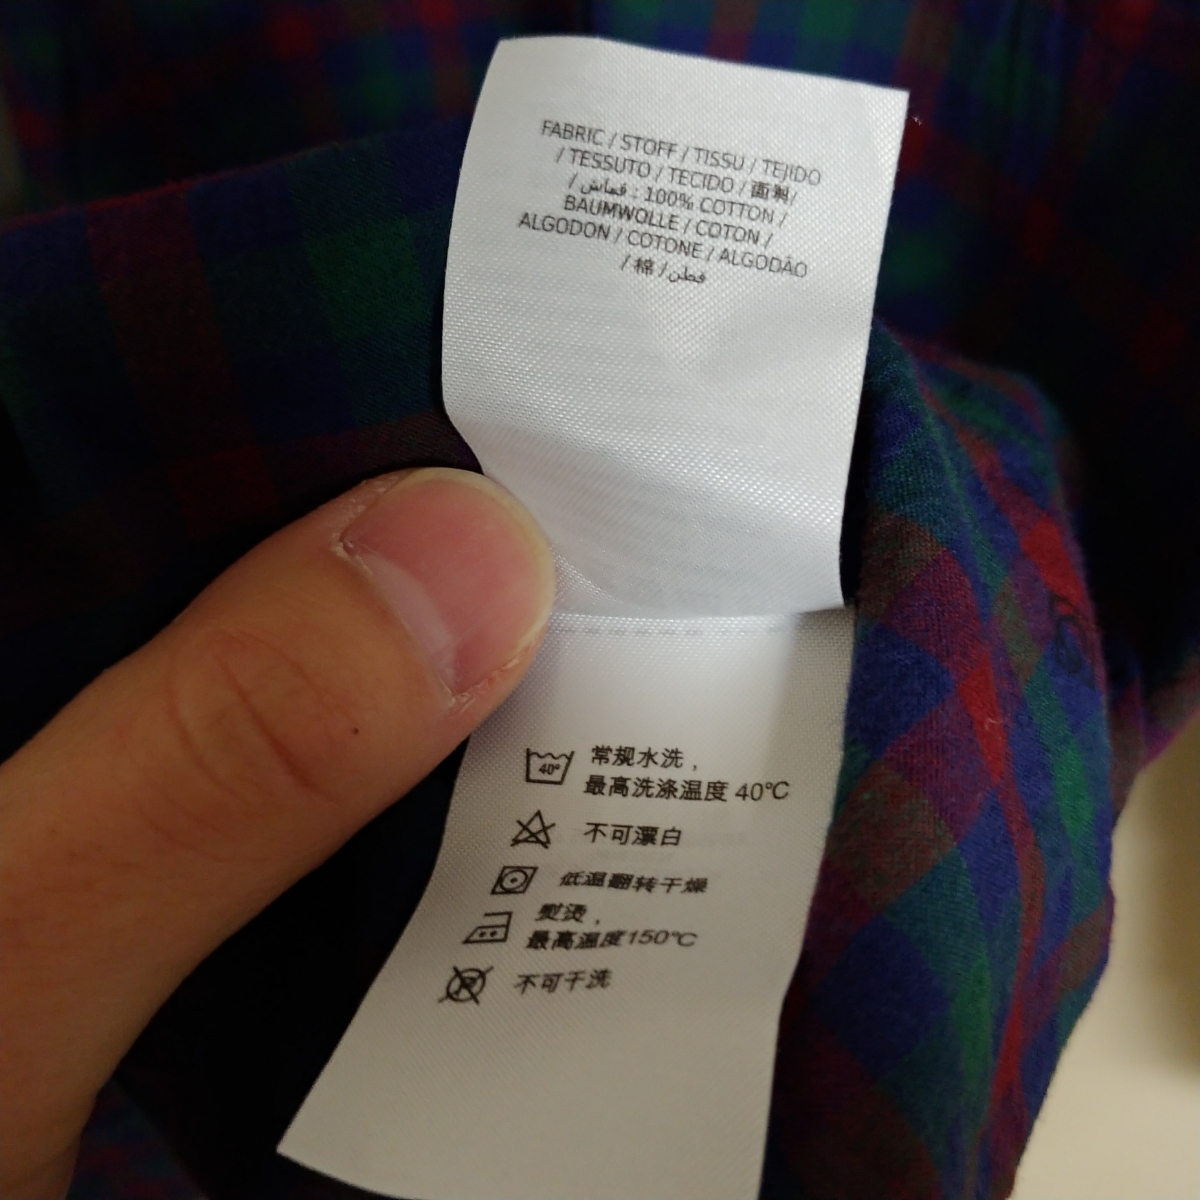 FABRIC / STOFF / TISSU / TEJIDO
/ TESSUTO / TECIDO / 面料/
/ قماش : 100% COTTON /
BAUMWOLLE / COTON /
ALGODON / COTONE / ALGODÃO
/ 棉 / قطن
40° 常规水洗，
最高洗涤温度 40℃
不可漂白
低温翻转干燥
熨烫，
最高温度150℃
P 不可干洗